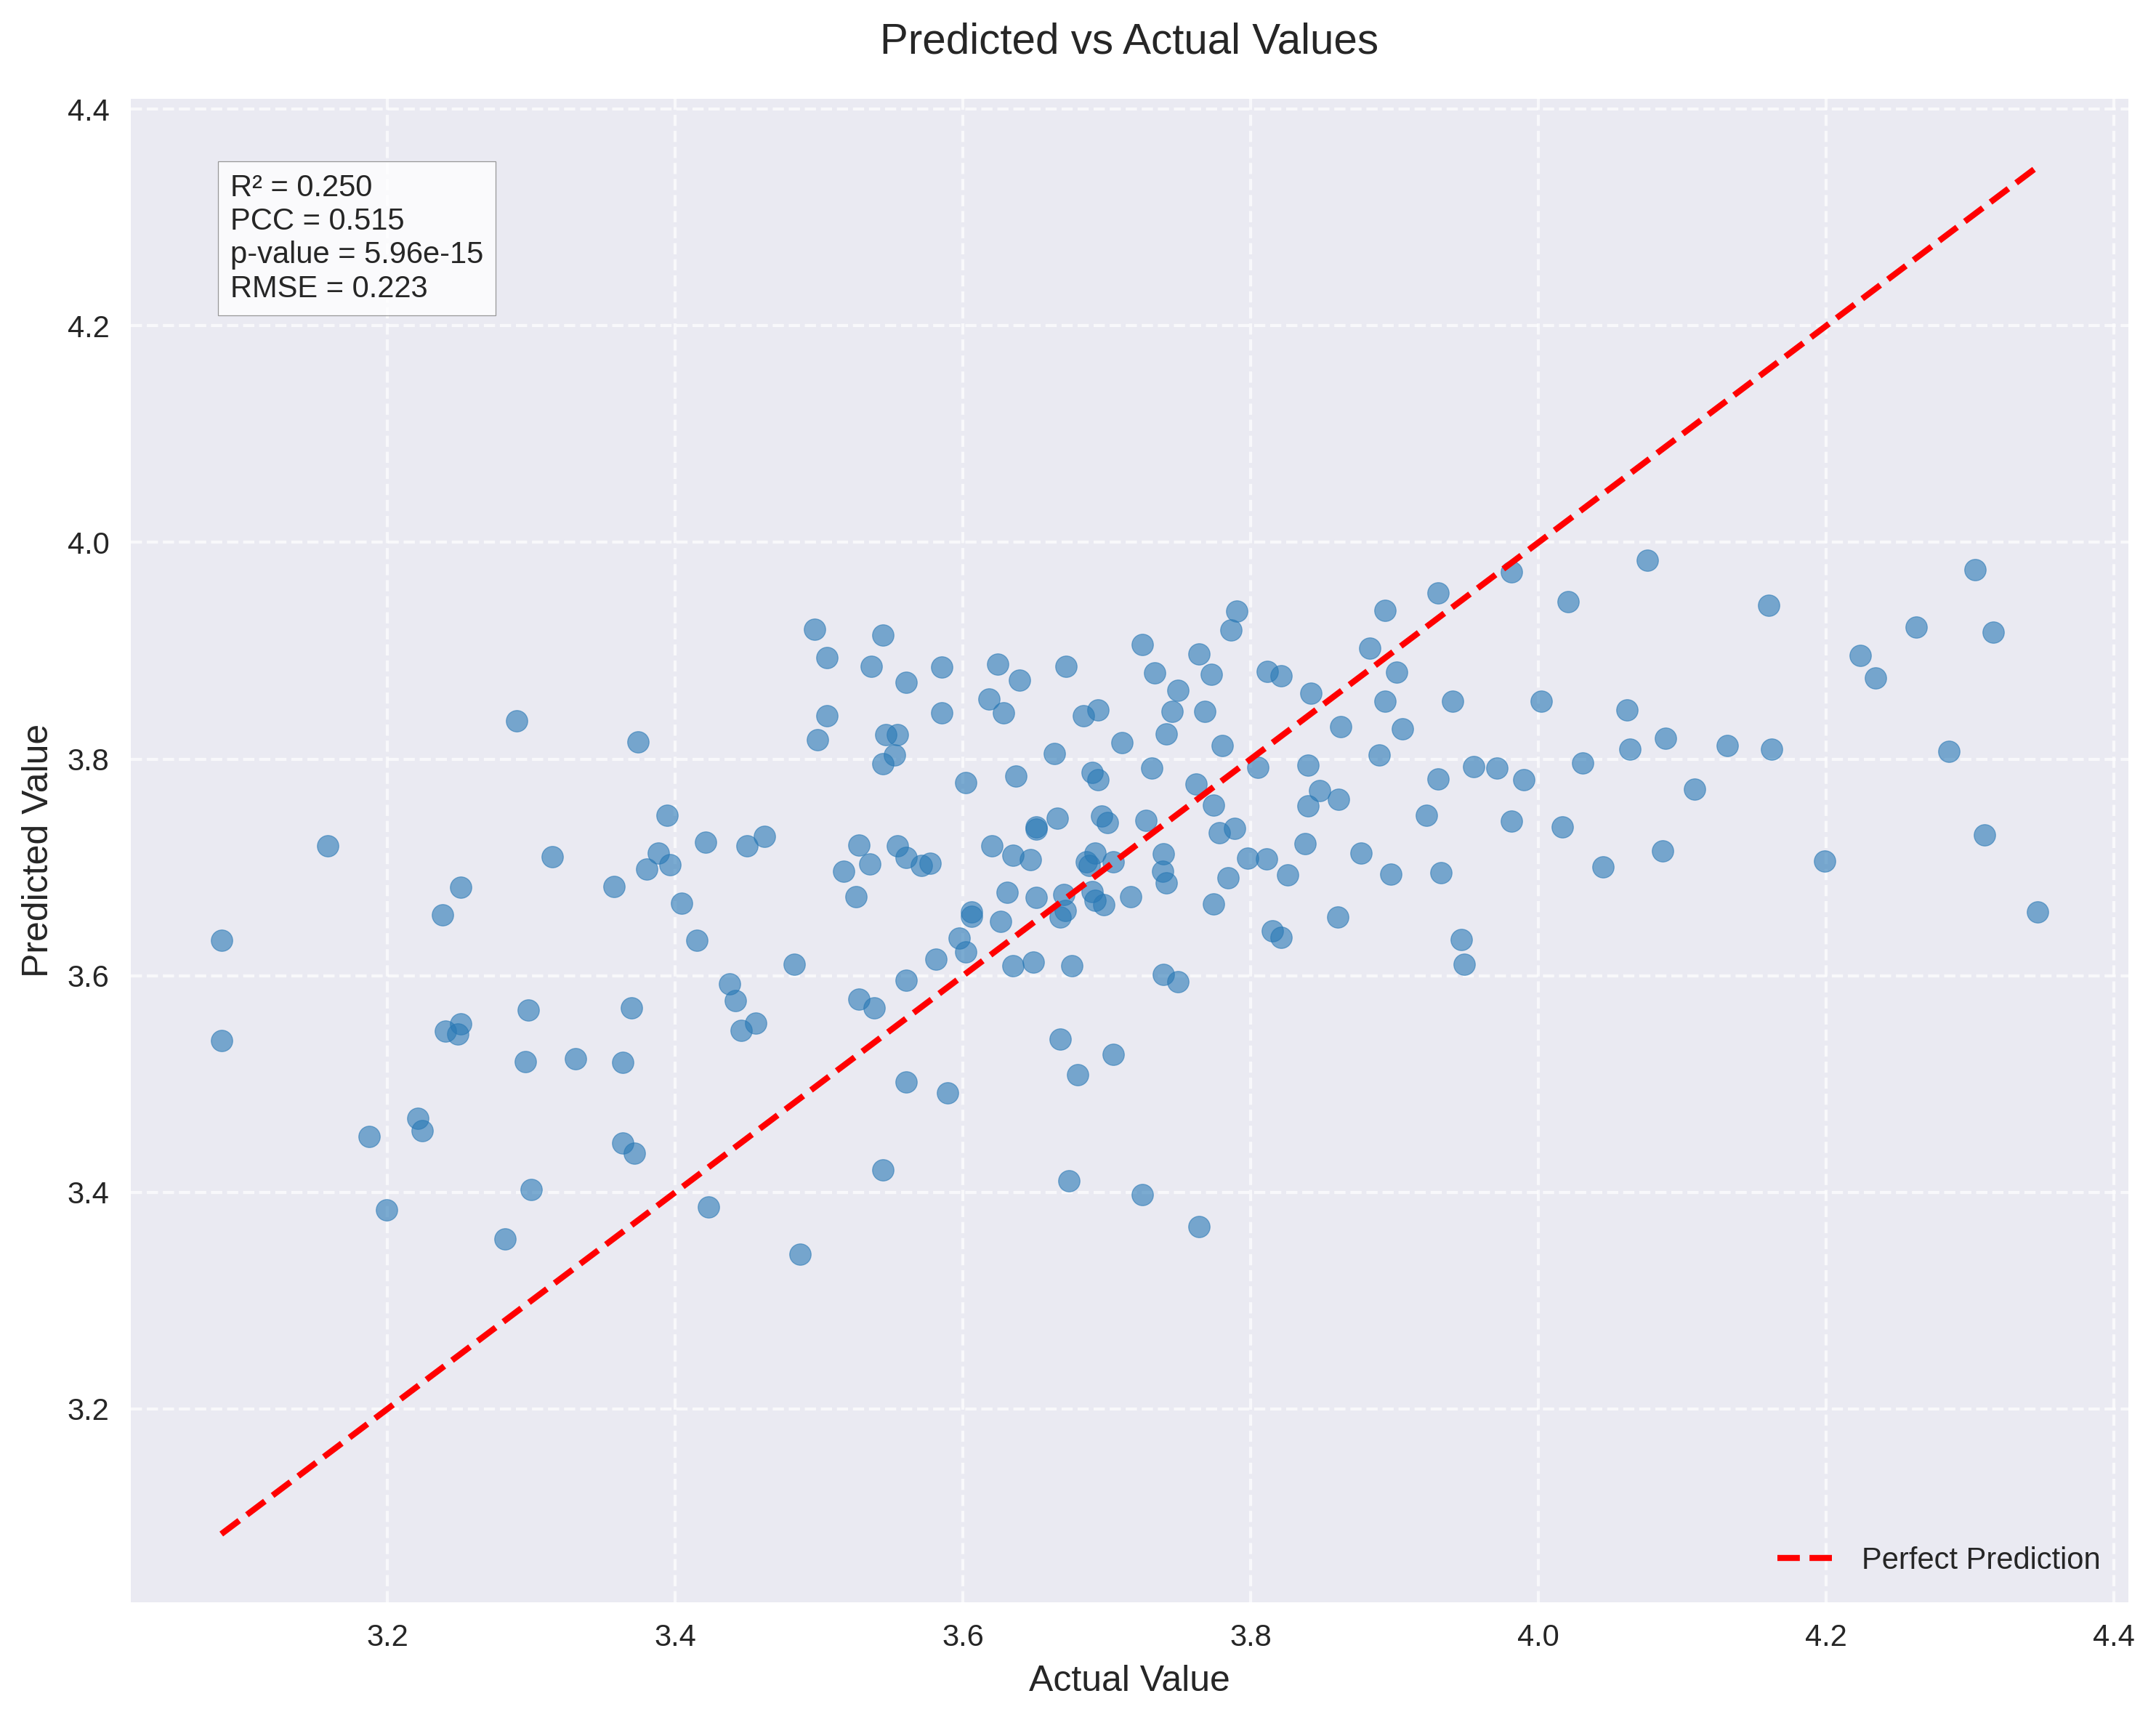 Predicted vs Actual Values
4.4
R² = 0.250
PCC = 0.515
p-value = 5.96e-15
RMSE = 0.223
4.2
4.0
3.8
3.6
3.4
3.2
Predicted Value
Perfect Prediction
3.2 3.4 3.6 3.8 4.0 4.2 4.4
Actual Value